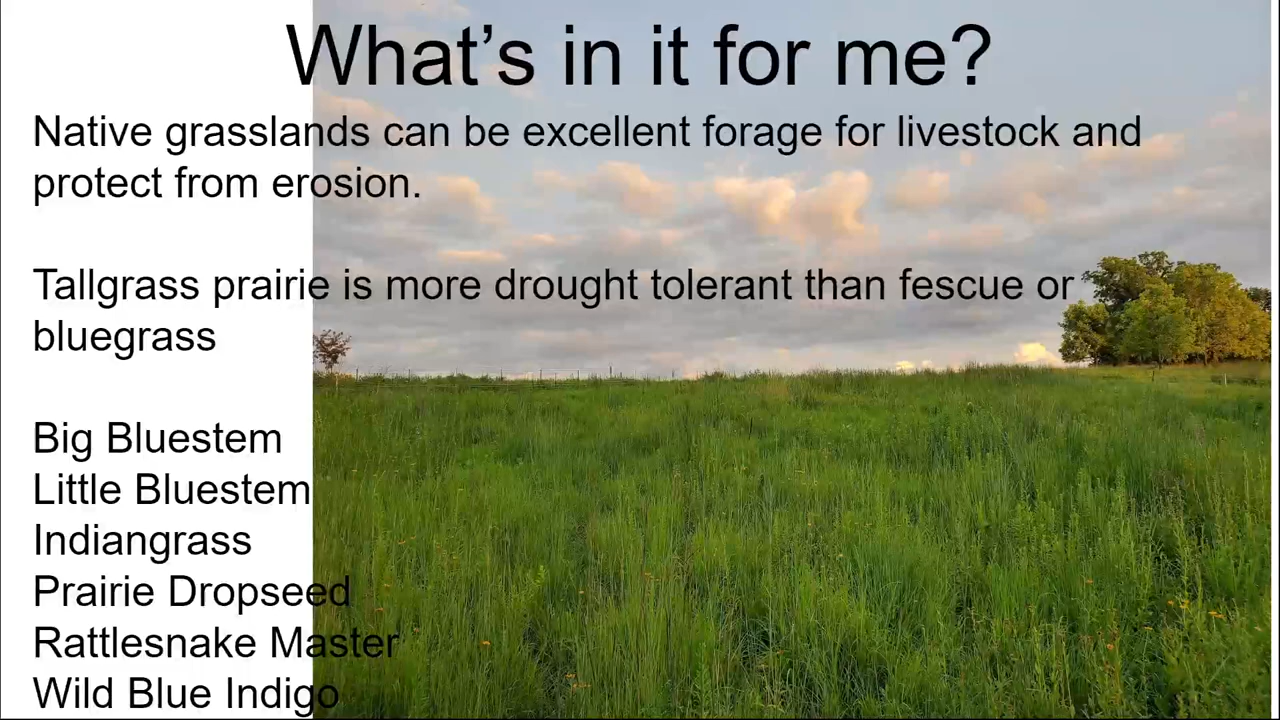 What’s in it for me?
Native grasslands can be excellent forage for livestock and
protect from erosion.
Tallgrass prairie is more drought tolerant than fescue or
bluegrass
Big Bluestem
Little Bluestem
Indiangrass
Prairie Dropseed
Rattlesnake Master
Wild Blue Indigo